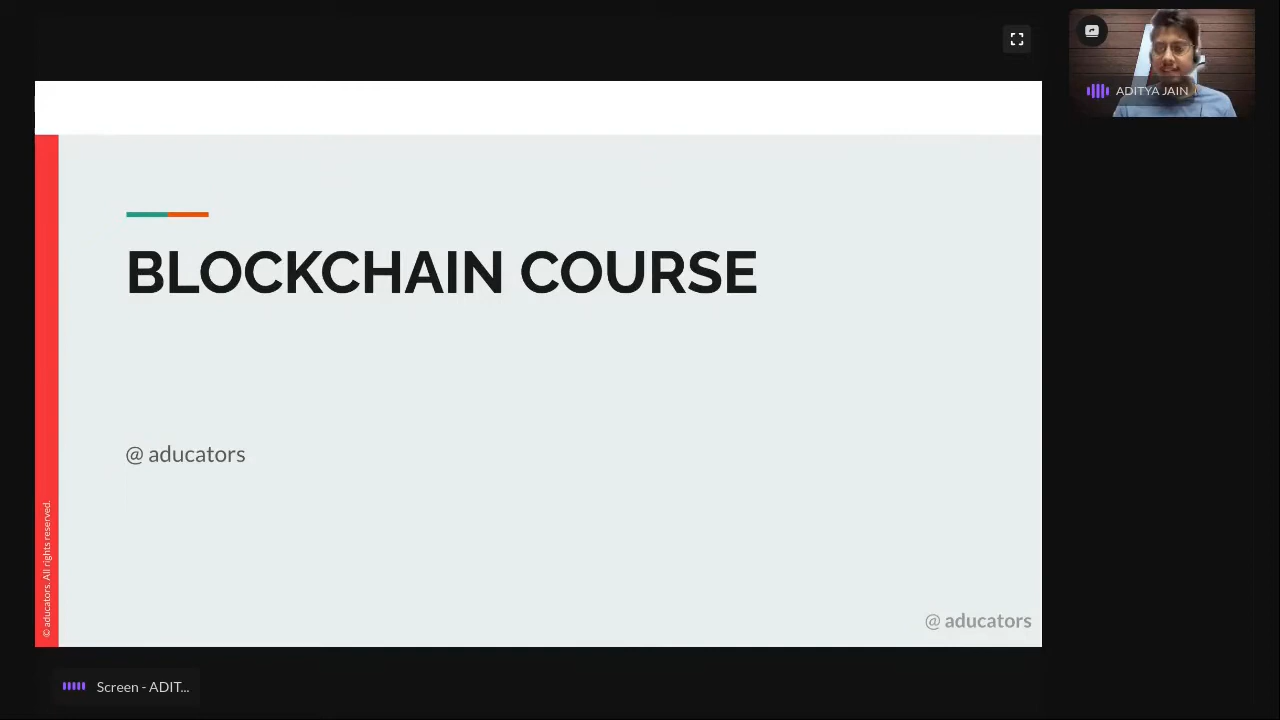 ADITYA JAIN
BLOCKCHAIN COURSE
@ aducators
© aducators. All rights reserved.
@ aducators
Screen - ADIT...